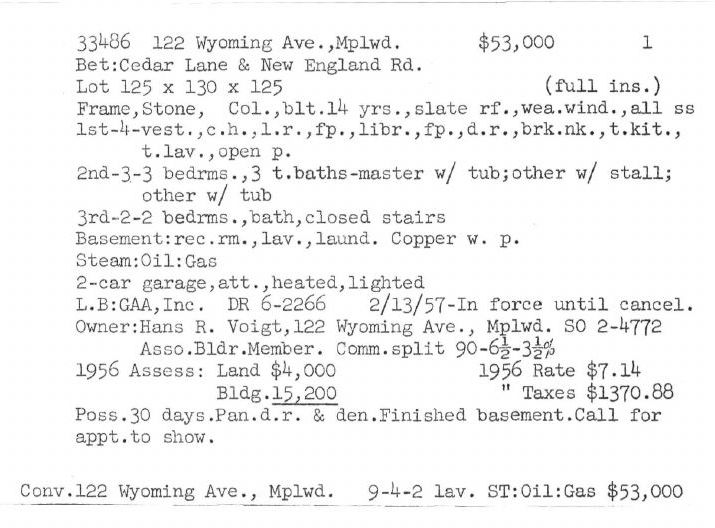 33486 122 Wyoming Ave.,Mplwd. $53,000 1
Bet:Cedar Lane & New England Rd.
Lot 125 x 130 x 125 (full ins.)
Frame,Stone, Col.,blt.14 yrs.,slate rf.,wea.wind.,all ss
1st-4-vest.,c.h.,l.r.,fp.,libr.,fp.,d.r.,brk.nk.,t.kit.,
t.lav.,open p.
2nd-3-3 bedrms.,3 t.baths-master w/ tub;other w/ stall;
other w/ tub
3rd-2-2 bedrms.,bath,closed stairs
Basement:rec.rm.,lav.,laund. Copper w. p.
Steam:Oil:Gas
2-car garage,att.,heated,lighted
L.B:GAA,Inc. DR 6-2266 2/13/57-In force until cancel.
Owner:Hans R. Voigt,122 Wyoming Ave., Mplwd. SO 2-4772
Asso.Bldr.Member. Comm.split 90-6½-3½%
1956 Assess: Land $4,000 1956 Rate $7.14
Bldg.15,200 " Taxes $1370.88
Poss.30 days.Pan.d.r. & den.Finished basement.Call for
appt.to show.
Conv.122 Wyoming Ave., Mplwd. 9-4-2 lav. ST:Oil:Gas $53,000